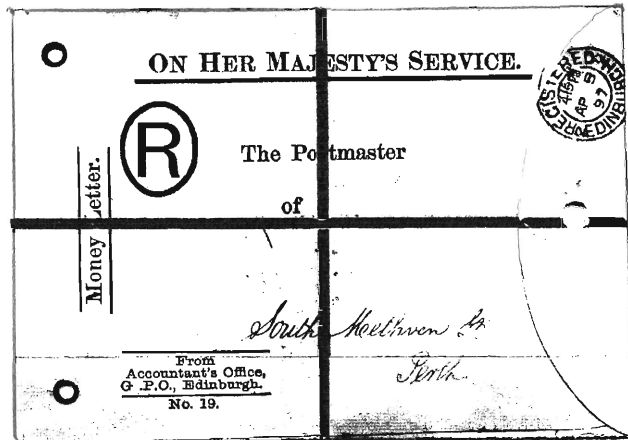 ON HER MAJESTY'S SERVICE.
REGISTERED EDINBURGH
AP
97
R
The Postmaster
of
Money Letter.
South Methven St
Perth
From
Accountant's Office,
G.P.O., Edinburgh.
No. 19.